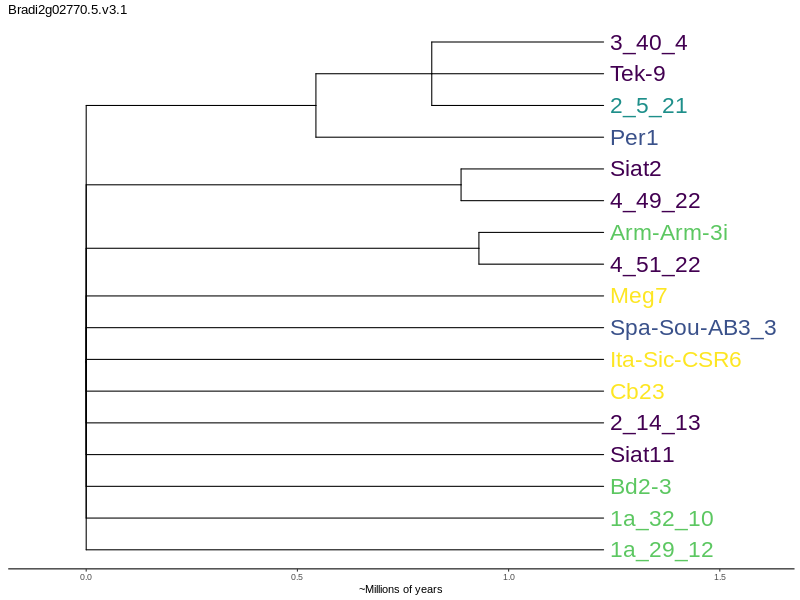 Bradi2g02770.5.v3.1
3_40_4
Tek-9
2_5_21
Per1
Siat2
4_49_22
Arm-Arm-3i
4_51_22
Meg7
Spa-Sou-AB3_3
Ita-Sic-CSR6
Cb23
2_14_13
Siat11
Bd2-3
1a_32_10
1a_29_12
0.0 0.5 1.0 1.5
~Millions of years